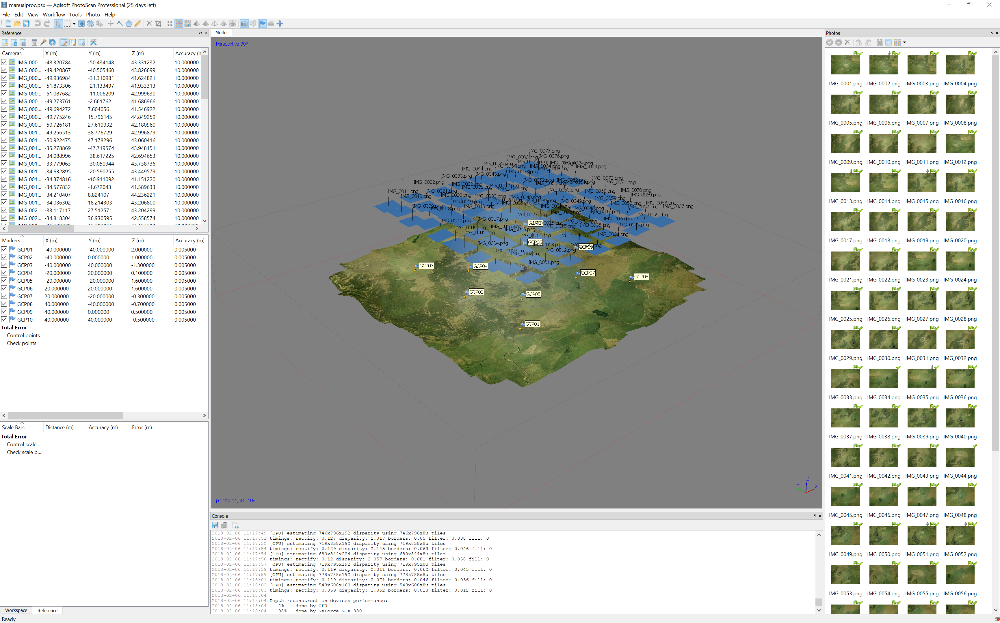 manualproc.psx — Agisoft PhotoScan Professional (25 days left)
File Edit View Workflow Tools Photo Help
Reference
Cameras X (m) Y (m) Z (m) Accuracy (n
IMG_000... -48.320784 -50.434148 43.331232 10.000000
IMG_000... -49.420867 -40.505460 43.826699 10.000000
IMG_000... -49.936984 -31.310981 41.624821 10.000000
IMG_000... -51.873306 -21.133497 41.933313 10.000000
IMG_000... -51.087682 -11.006209 42.999630 10.000000
IMG_000... -49.273761 -2.661762 41.686966 10.000000
IMG_000... -49.694272 7.604056 41.546922 10.000000
IMG_000... -49.775246 15.796145 44.849259 10.000000
IMG_000... -50.726181 27.610932 42.180960 10.000000
IMG_001... -49.256513 38.776729 42.996879 10.000000
IMG_001... -50.922475 47.178296 43.060416 10.000000
IMG_001... -35.278869 -47.719574 43.948151 10.000000
IMG_001... -34.088996 -38.617225 42.694653 10.000000
IMG_001... -33.779063 -30.050944 43.738736 10.000000
IMG_001... -34.632895 -20.590255 43.449579 10.000000
IMG_001... -34.374816 -10.911092 41.151220 10.000000
IMG_001... -34.577832 -1.672043 41.589633 10.000000
IMG_001... -34.210407 8.824107 44.236221 10.000000
IMG_001... -34.036302 18.214303 43.206800 10.000000
IMG_002... -33.117117 27.512571 43.204299 10.000000
IMG_002... -34.818304 36.930595 42.558574 10.000000
Markers X (m) Y (m) Z (m) Accuracy (m)
GCP01 -40.000000 -40.000000 2.000000 0.005000
GCP02 -40.000000 0.000000 1.000000 0.005000
GCP03 -40.000000 40.000000 -1.300000 0.005000
GCP04 -20.000000 20.000000 0.100000 0.005000
GCP05 -20.000000 -20.000000 1.600000 0.005000
GCP06 20.000000 20.000000 1.600000 0.005000
GCP07 20.000000 -20.000000 -0.300000 0.005000
GCP08 40.000000 -40.000000 -0.700000 0.005000
GCP09 40.000000 0.000000 0.500000 0.005000
GCP10 40.000000 40.000000 -0.500000 0.005000
Total Error
Control points
Check points
Scale Bars Distance (m) Accuracy (m) Error (m)
Total Error
Control scale ...
Check scale b...
Workspace Reference
Ready
Model
Perspective 30°
IMG_0077.png
IMG_0066.png IMG_0076.png
IMG_0055.png IMG_0065.png
IMG_0044.png IMG_0054.png IMG_0064.png IMG_0063.png IMG_0073.png
IMG_0033.png IMG_0043.png IMG_0053.png
IMG_0022.png IMG_0032.png IMG_0042.png IMG_0052.png IMG_0062.png IMG_0072.png
IMG_0031.png IMG_0041.png IMG_0051.png IMG_0061.png IMG_0071.png
IMG_0011.png IMG_0021.png IMG_0050.png IMG_0060.png IMG_0070.png
IMG_0010.png IMG_0020.png IMG_0030.png IMG_0040.png IMG_0059.png IMG_0069.png
IMG_0019.png IMG_0029.png IMG_0039.png IMG_0049.png IMG_0058.png IMG_0068.png
IMG_0009.png IMG_0018.png IMG_0028.png IMG_0048.png IMG_0057.png IMG_0067.png
IMG_0008.png IMG_0027.png IMG_0037.png IMG_0047.png IMG_0056.png
IMG_0007.png IMG_0017.png GCP10 IMG_0026.png IMG_0036.png IMG_0046.png
IMG_0006.png IMG_0016.png IMG_0025.png IMG_0035.png IMG_0045.png
IMG_0005.png IMG_0015.png IMG_0014.png IMG_0024.png IMG_0034.png
IMG_0004.png GCP06 IMG_0013.png GCP09
IMG_0003.png IMG_0002.png IMG_0012.png
IMG_0001.png
GCP03 GCP04 GCP07 GCP08
GCP02 GCP05
GCP01
Z
Y X
points: 11,586,108
Console
2018-02-06 11:17:49 [CPU] estimating 746x796x192 disparity using 746x796x8u tiles
2018-02-06 11:17:51 timings: rectify: 0.127 disparity: 2.017 borders: 0.05 filter: 0.038 fill: 0
2018-02-06 11:17:52 [CPU] estimating 719x858x192 disparity using 719x858x8u tiles
2018-02-06 11:17:54 timings: rectify: 0.129 disparity: 2.145 borders: 0.063 filter: 0.046 fill: 0
2018-02-06 11:17:54 [CPU] estimating 680x844x224 disparity using 680x844x8u tiles
2018-02-06 11:17:56 timings: rectify: 0.12 disparity: 2.057 borders: 0.081 filter: 0.058 fill: 0
2018-02-06 11:17:57 [CPU] estimating 719x795x192 disparity using 719x795x8u tiles
2018-02-06 11:17:59 timings: rectify: 0.119 disparity: 2.011 borders: 0.062 filter: 0.045 fill: 0
2018-02-06 11:17:59 [CPU] estimating 778x788x192 disparity using 778x788x8u tiles
2018-02-06 11:18:01 timings: rectify: 0.129 disparity: 2.071 borders: 0.046 filter: 0.036 fill: 0
2018-02-06 11:18:02 [CPU] estimating 543x608x160 disparity using 543x608x8u tiles
2018-02-06 11:18:03 timings: rectify: 0.069 disparity: 1.052 borders: 0.018 filter: 0.012 fill: 0
2018-02-06 11:18:04
2018-02-06 11:18:04 Depth reconstruction devices performance:
2018-02-06 11:18:04 - 2% done by CPU
2018-02-06 11:18:04 - 98% done by GeForce GTX 980
Photos
IMG_0001.png IMG_0002.png IMG_0003.png IMG_0004.png
IMG_0005.png IMG_0006.png IMG_0007.png IMG_0008.png
IMG_0009.png IMG_0010.png IMG_0011.png IMG_0012.png
IMG_0013.png IMG_0014.png IMG_0015.png IMG_0016.png
IMG_0017.png IMG_0018.png IMG_0019.png IMG_0020.png
IMG_0021.png IMG_0022.png IMG_0023.png IMG_0024.png
IMG_0025.png IMG_0026.png IMG_0027.png IMG_0028.png
IMG_0029.png IMG_0030.png IMG_0031.png IMG_0032.png
IMG_0033.png IMG_0034.png IMG_0035.png IMG_0036.png
IMG_0037.png IMG_0038.png IMG_0039.png IMG_0040.png
IMG_0041.png IMG_0042.png IMG_0043.png IMG_0044.png
IMG_0045.png IMG_0046.png IMG_0047.png IMG_0048.png
IMG_0049.png IMG_0050.png IMG_0051.png IMG_0052.png
IMG_0053.png IMG_0054.png IMG_0055.png IMG_0056.png